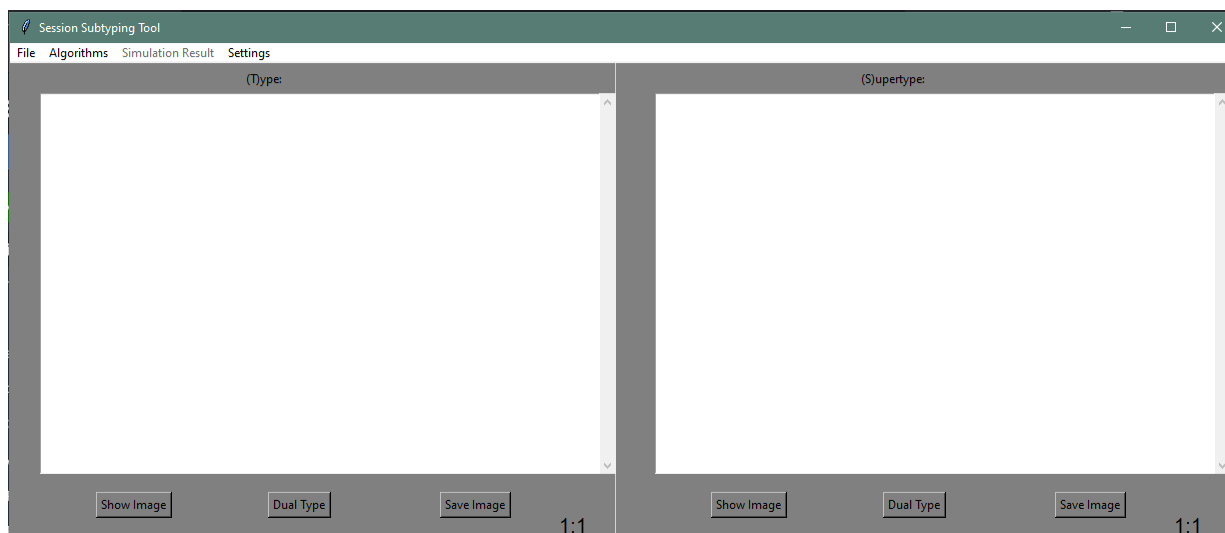 Session Subtyping Tool
File Algorithms Simulation Result Settings
(T)ype: (S)upertype:
Show Image Dual Type Save Image Show Image Dual Type Save Image
1:1 1:1